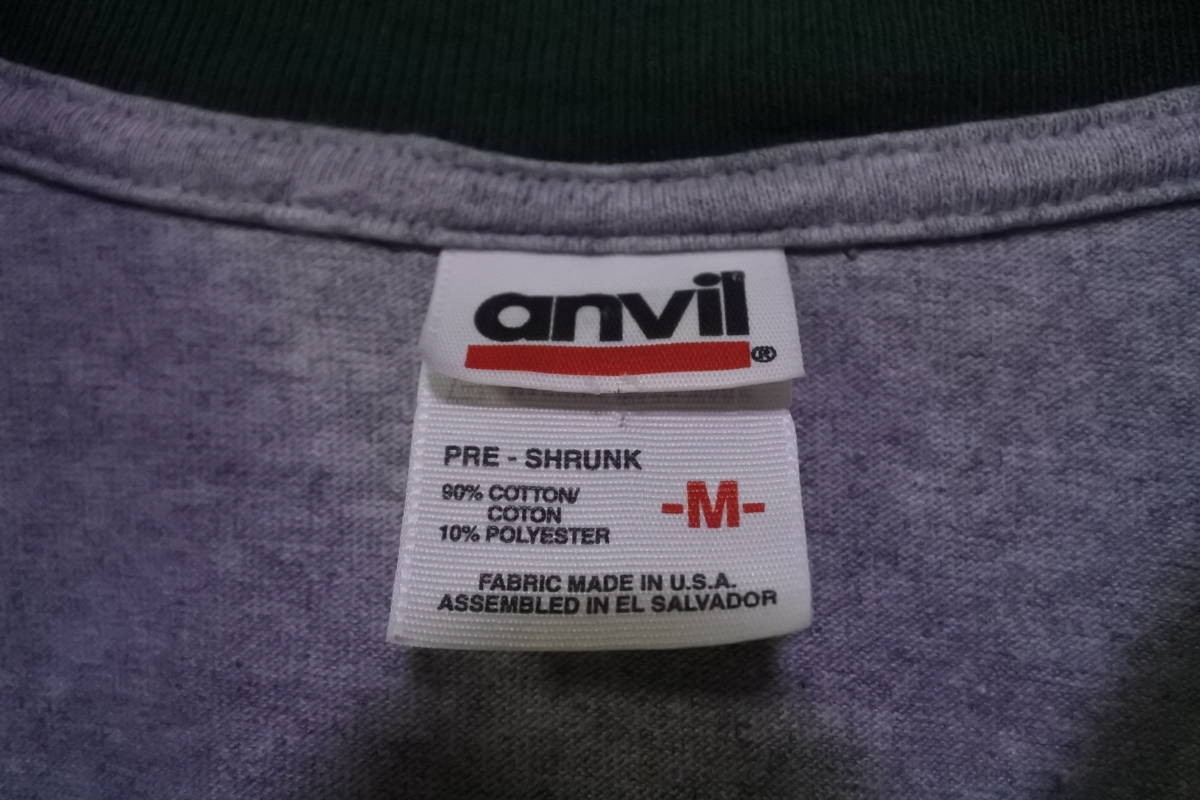 anvil®
PRE - SHRUNK
90% COTTON/
COTON
10% POLYESTER
-M-
FABRIC MADE IN U.S.A.
ASSEMBLED IN EL SALVADOR